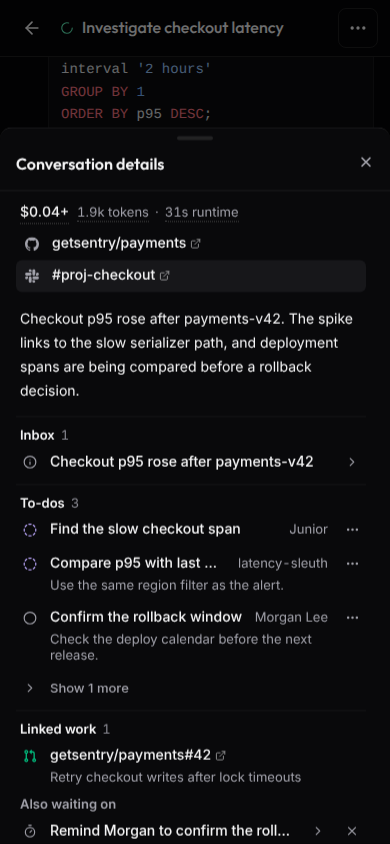 Investigate checkout latency
interval '2 hours'
GROUP BY 1
ORDER BY p95 DESC;
Conversation details
$0.04+ 1.9k tokens · 31s runtime
getsentry/payments
#proj-checkout
Checkout p95 rose after payments-v42. The spike
links to the slow serializer path, and deployment
spans are being compared before a rollback
decision.
Inbox 1
Checkout p95 rose after payments-v42
To-dos 3
Find the slow checkout span Junior
Compare p95 with last ... latency-sleuth
Use the same region filter as the alert.
Confirm the rollback window Morgan Lee
Check the deploy calendar before the next
release.
Show 1 more
Linked work 1
getsentry/payments#42
Retry checkout writes after lock timeouts
Also waiting on
Remind Morgan to confirm the roll...